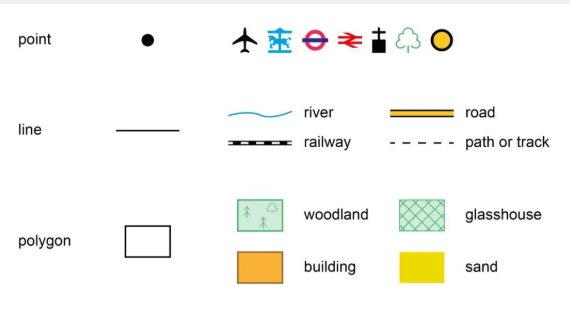 point
river
road
line
railway
path or track
woodland
glasshouse
polygon
building
sand